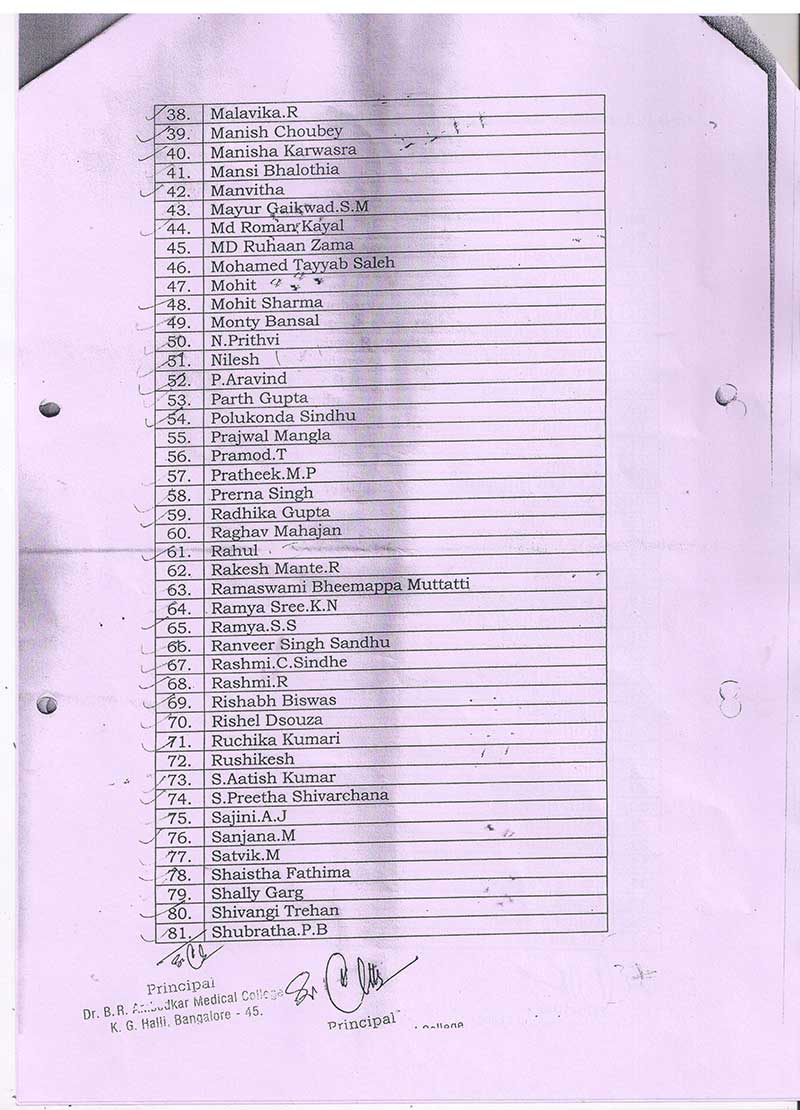 38. Malavika.R
39. Manish Choubey
40. Manisha Karwasra
41. Mansi Bhalothia
42. Manvitha
43. Mayur Gaikwad.S.M
44. Md Roman Kayal
45. MD Ruhaan Zama
46. Mohamed Tayyab Saleh
47. Mohit
48. Mohit Sharma
49. Monty Bansal
50. N.Prithvi
51. Nilesh
52. P.Aravind
53. Parth Gupta
54. Polukonda Sindhu
55. Prajwal Mangla
56. Pramod.T
57. Pratheek.M.P
58. Prerna Singh
59. Radhika Gupta
60. Raghav Mahajan
61. Rahul
62. Rakesh Mante.R
63. Ramaswami Bheemappa Muttatti
64. Ramya Sree.K.N
65. Ramya.S.S
66. Ranveer Singh Sandhu
67. Rashmi.C.Sindhe
68. Rashmi.R
69. Rishabh Biswas
70. Rishel Dsouza
71. Ruchika Kumari
72. Rushikesh
73. S.Aatish Kumar
74. S.Preetha Shivarchana
75. Sajini.A.J
76. Sanjana.M
77. Satvik.M
78. Shaistha Fathima
79. Shally Garg
80. Shivangi Trehan
81. Shubratha.P.B
Principal
Dr. B.R. Ambedkar Medical College
K. G. Halli, Bangalore - 45.
Principal
College